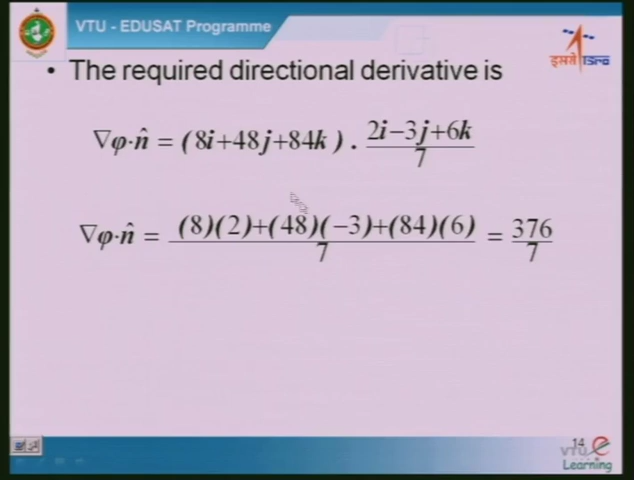 VTU - EDUSAT Programme
इसरो isro
• The required directional derivative is
∇φ·n̂ = (8i+48j+84k) . (2i−3j+6k)/7
∇φ·n̂ = ((8)(2)+(48)(−3)+(84)(6))/7 = 376/7
14
VTU e
Learning